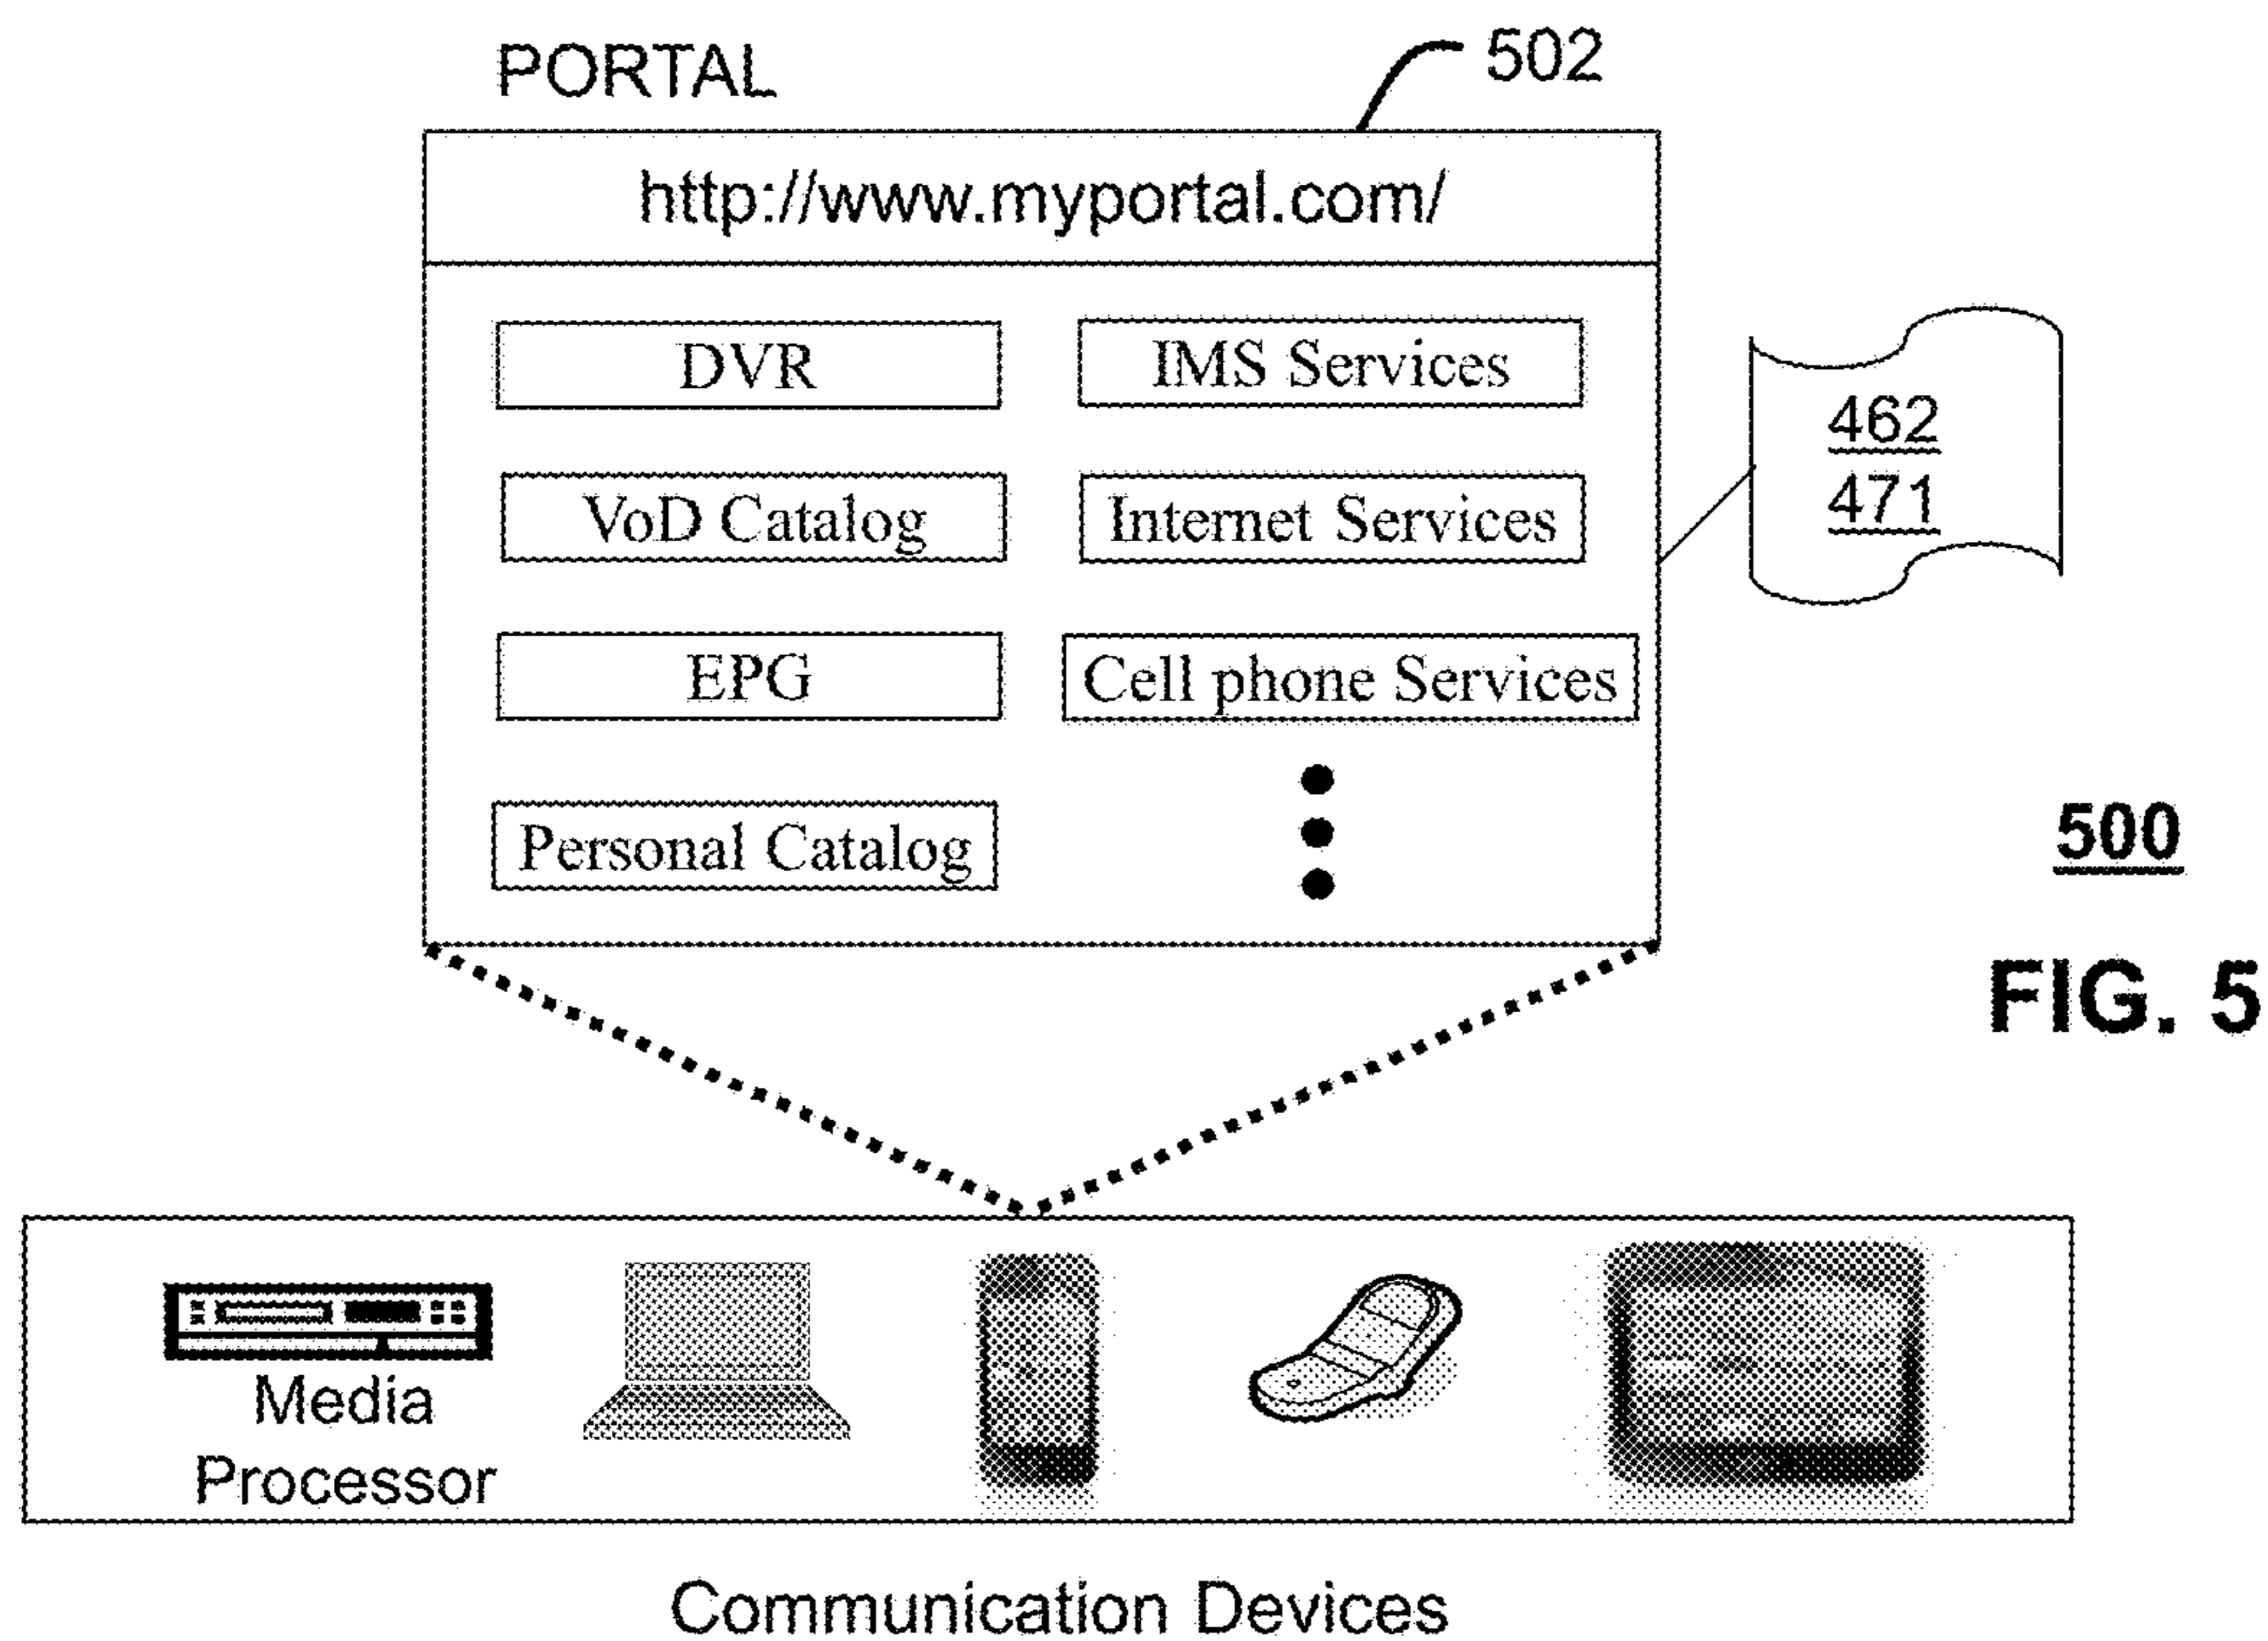 PORTAL
502
http://www.myportal.com/
DVR
IMS Services
VoD Catalog
Internet Services
EPG
Cell phone Services
Personal Catalog
462
471
500
FIG. 5
Media
Processor
Communication Devices